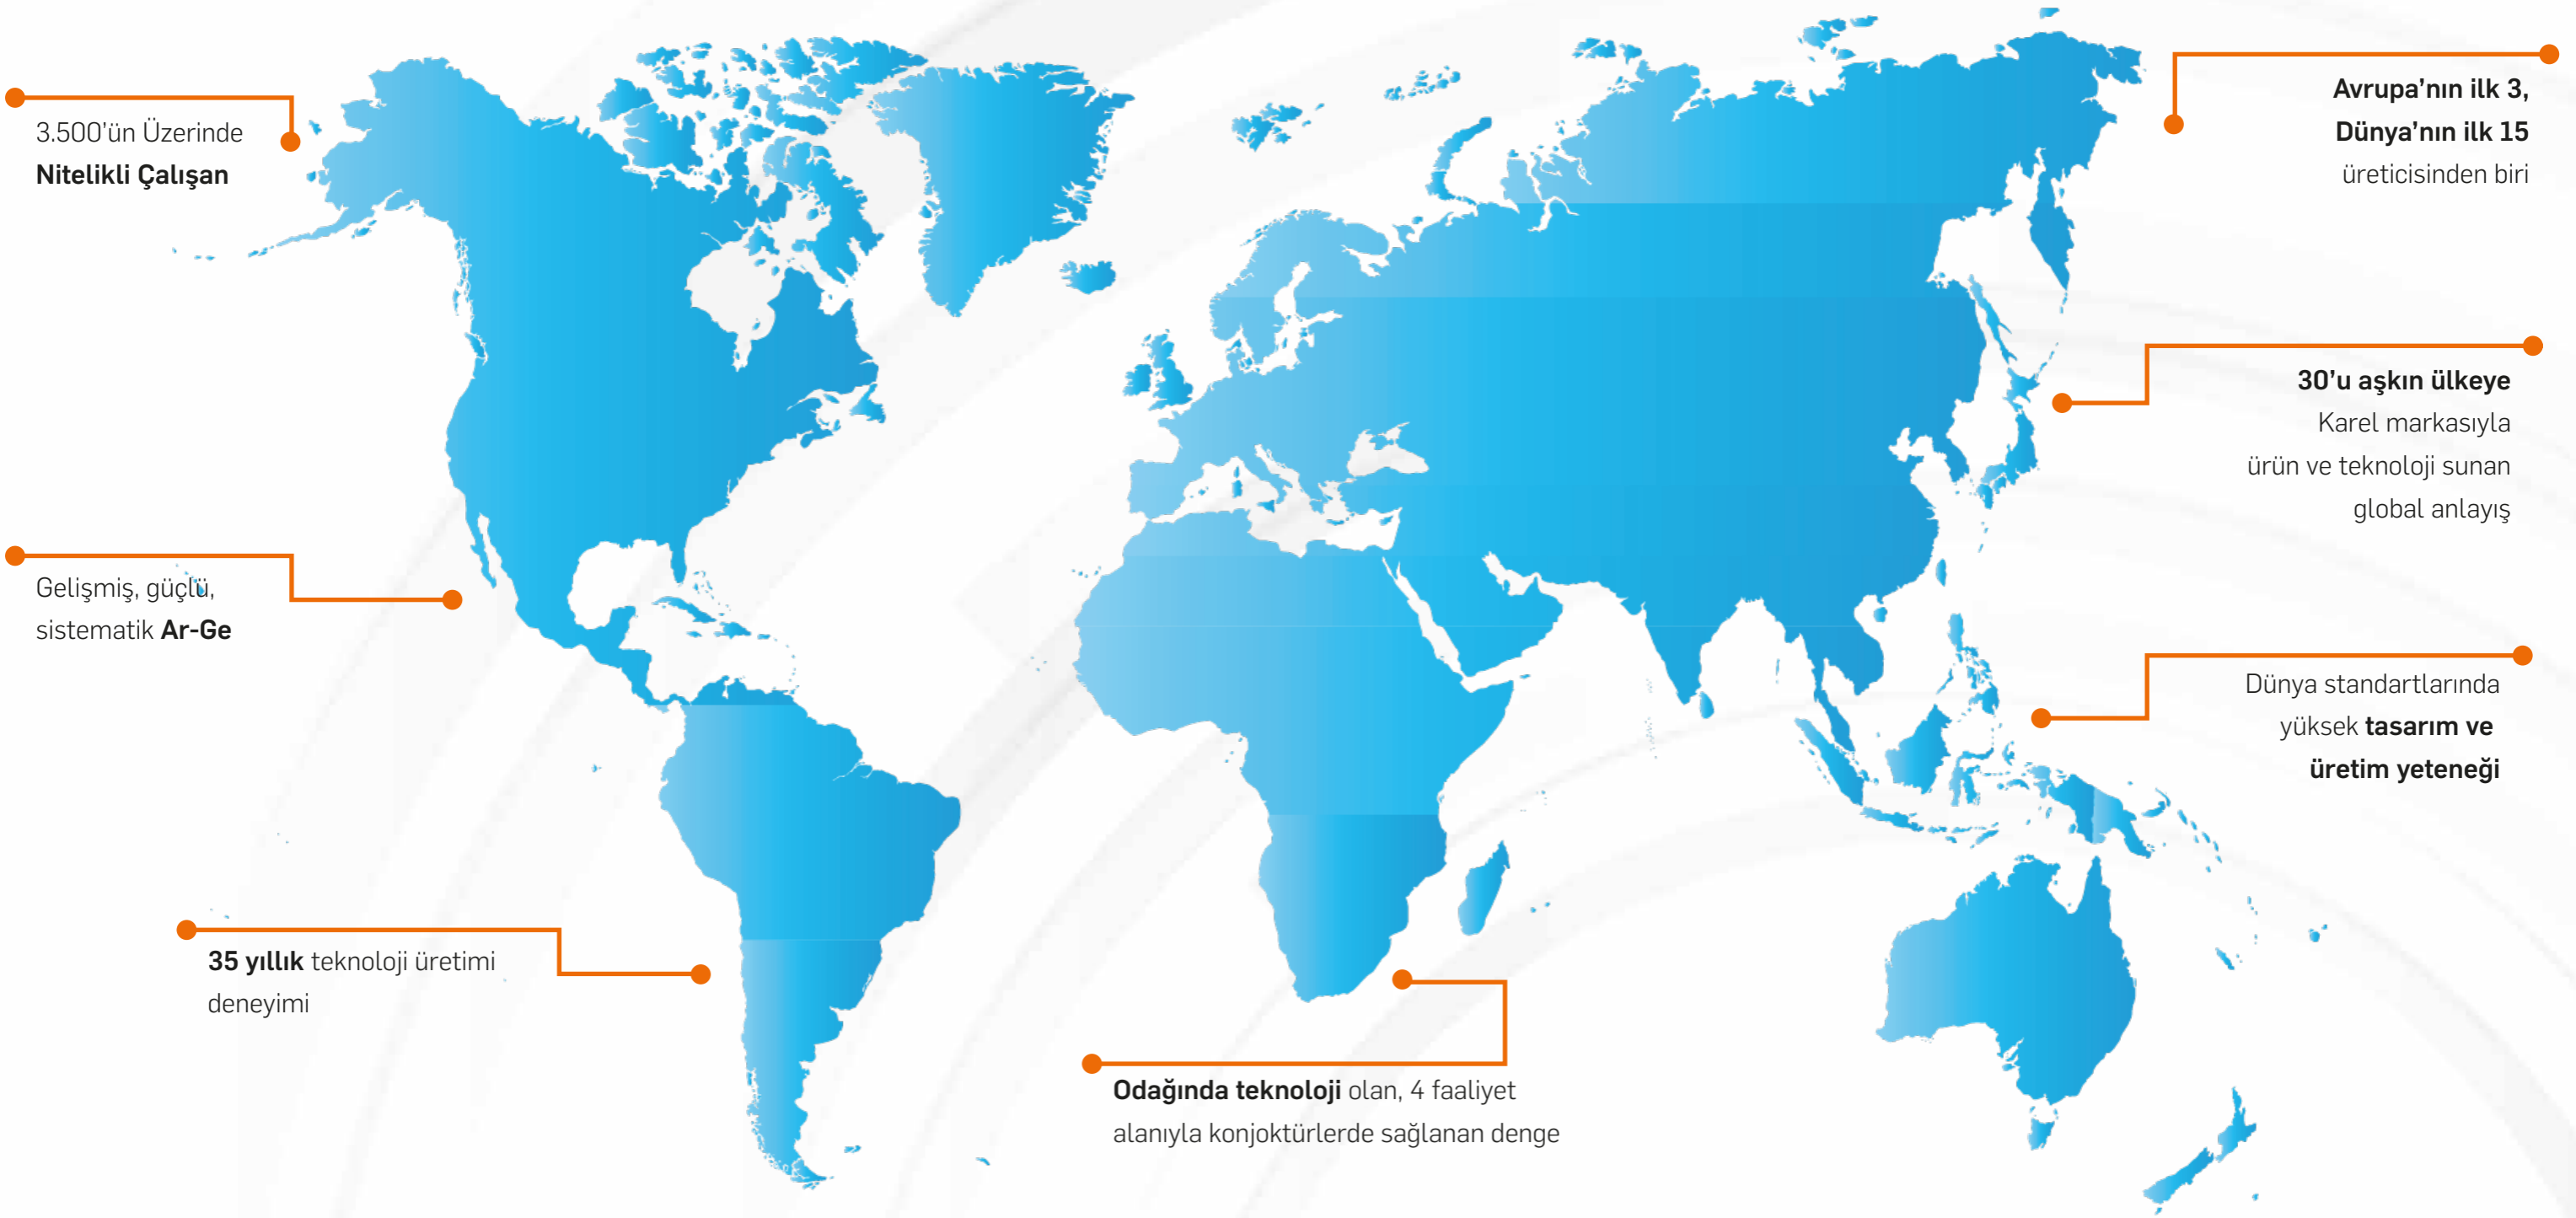 3.500'ün Üzerinde
Nitelikli Çalışan
Avrupa'nın ilk 3,
Dünya'nın ilk 15
üreticisinden biri
30'u aşkın ülkeye
Karel markasıyla
ürün ve teknoloji sunan
global anlayış
Gelişmiş, güçlü,
sistematik Ar-Ge
Dünya standartlarında
yüksek tasarım ve
üretim yeteneği
35 yıllık teknoloji üretimi
deneyimi
Odağında teknoloji olan, 4 faaliyet
alanıyla konjoktürlerde sağlanan denge